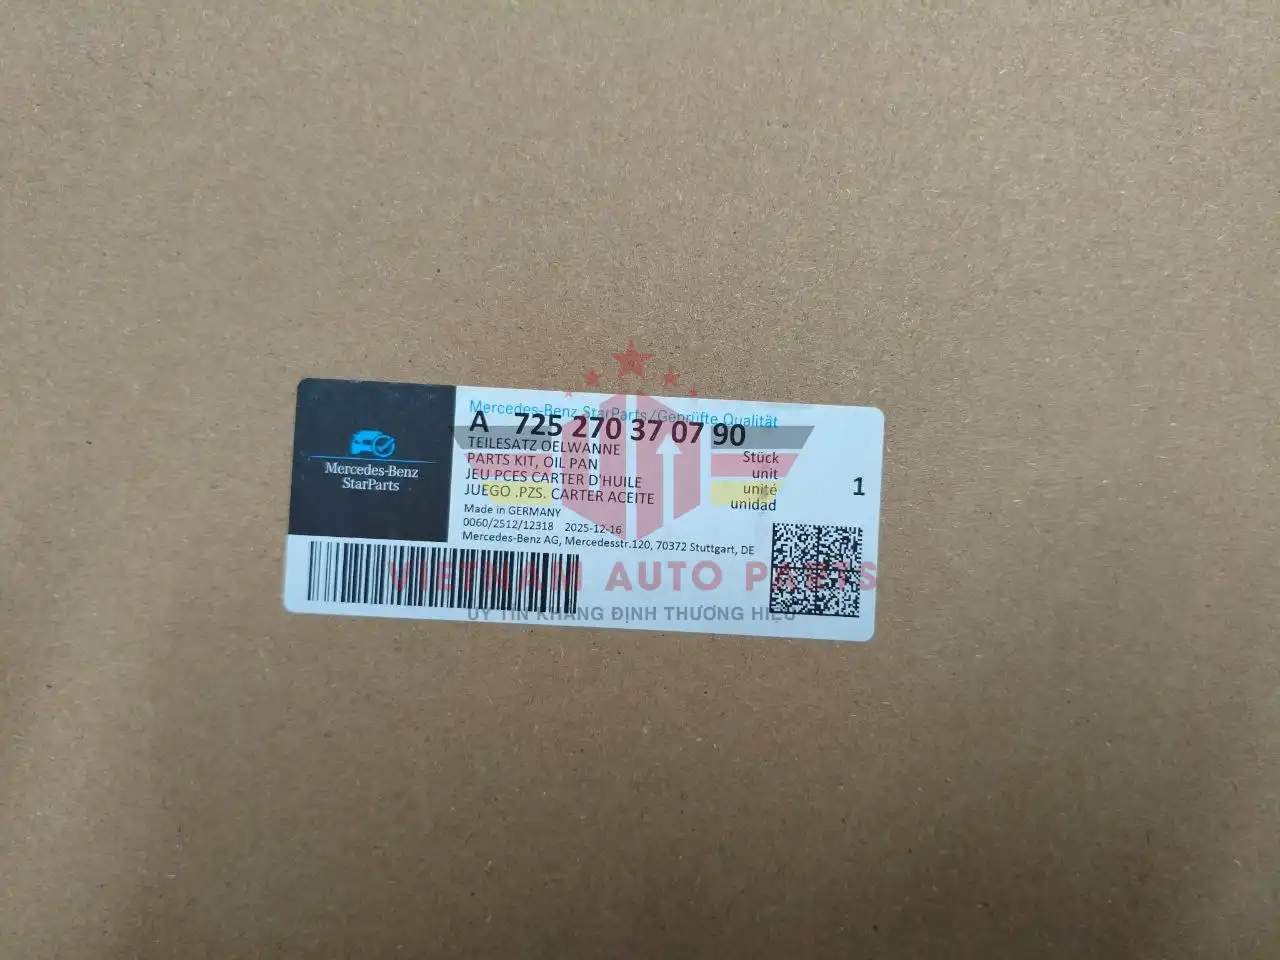 Mercedes-Benz StarParts/Geprüfte Qualität
A 725 270 37 07 90
TEILESATZ OELWANNE
PARTS KIT, OIL PAN
JEU PCES CARTER D'HUILE
JUEGO .PZS. CARTER ACEITE
Stück
unit
unité
unidad
1
Mercedes-Benz
StarParts
Made in GERMANY
0060/2512/12318 2025-12-16
Mercedes-Benz AG, Mercedesstr.120, 70372 Stuttgart, DE
VIETNAM AUTO PARTS
UY TÍN KHẲNG ĐỊNH THƯƠNG HIỆU